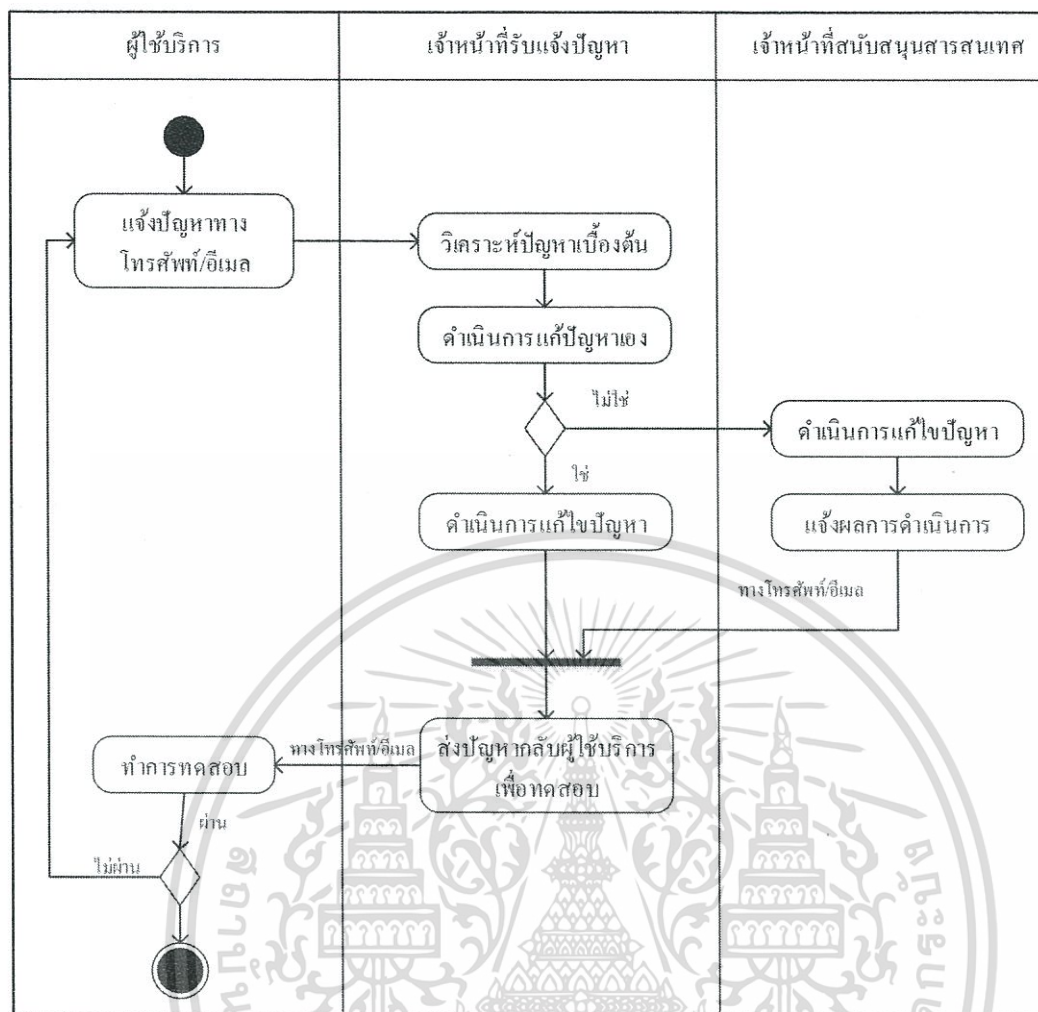 ผู้ใช้บริการ
เจ้าหน้าที่รับแจ้งปัญหา
เจ้าหน้าที่สนับสนุนสารสนเทศ
แจ้งปัญหาทาง
โทรศัพท์/อีเมล
วิเคราะห์ปัญหาเบื้องต้น
ดำเนินการแก้ปัญหาเอง
ไม่ใช่
ดำเนินการแก้ไขปัญหา
ใช่
ดำเนินการแก้ไขปัญหา
แจ้งผลการดำเนินการ
ทางโทรศัพท์/อีเมล
ส่งปัญหากลับผู้ใช้บริการ
เพื่อทดสอบ
ทางโทรศัพท์/อีเมล
ทำการทดสอบ
ผ่าน
ไม่ผ่าน